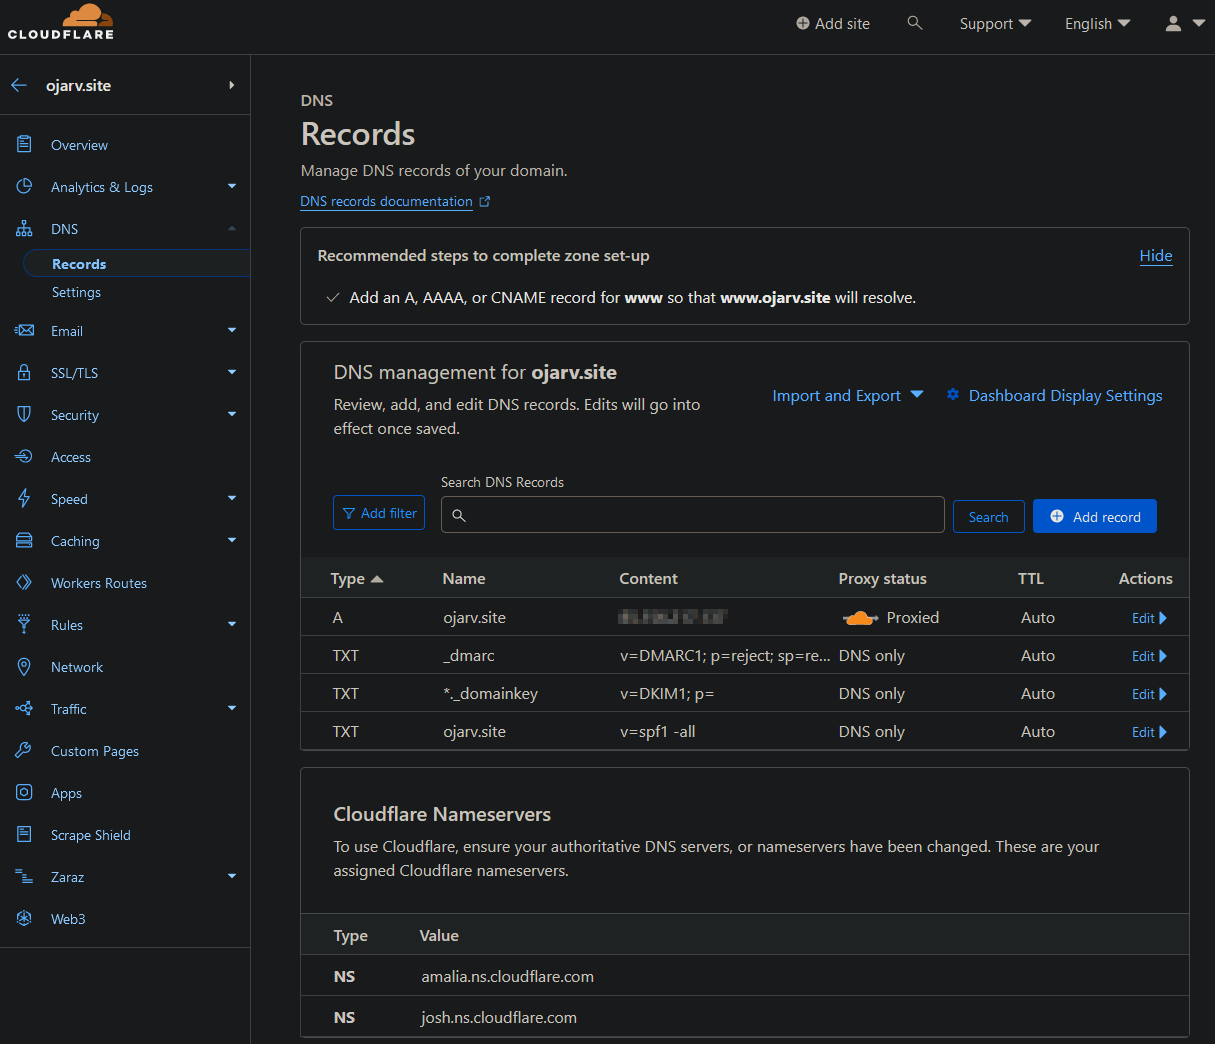 CLOUDFLARE
Add site
Support
English
ojarv.site
Overview
Analytics & Logs
DNS
Records
Settings
Email
SSL/TLS
Security
Access
Speed
Caching
Workers Routes
Rules
Network
Traffic
Custom Pages
Apps
Scrape Shield
Zaraz
Web3
DNS
Records
Manage DNS records of your domain.
DNS records documentation
Recommended steps to complete zone set-up Hide
Add an A, AAAA, or CNAME record for www so that www.ojarv.site will resolve.
DNS management for ojarv.site
Review, add, and edit DNS records. Edits will go into
effect once saved.
Import and Export Dashboard Display Settings
Search DNS Records
Add filter Search Add record
Type Name Content Proxy status TTL Actions
A ojarv.site Proxied Auto Edit
TXT _dmarc v=DMARC1; p=reject; sp=re... DNS only Auto Edit
TXT *._domainkey v=DKIM1; p= DNS only Auto Edit
TXT ojarv.site v=spf1 -all DNS only Auto Edit
Cloudflare Nameservers
To use Cloudflare, ensure your authoritative DNS servers, or nameservers have been changed. These are your
assigned Cloudflare nameservers.
Type Value
NS amalia.ns.cloudflare.com
NS josh.ns.cloudflare.com